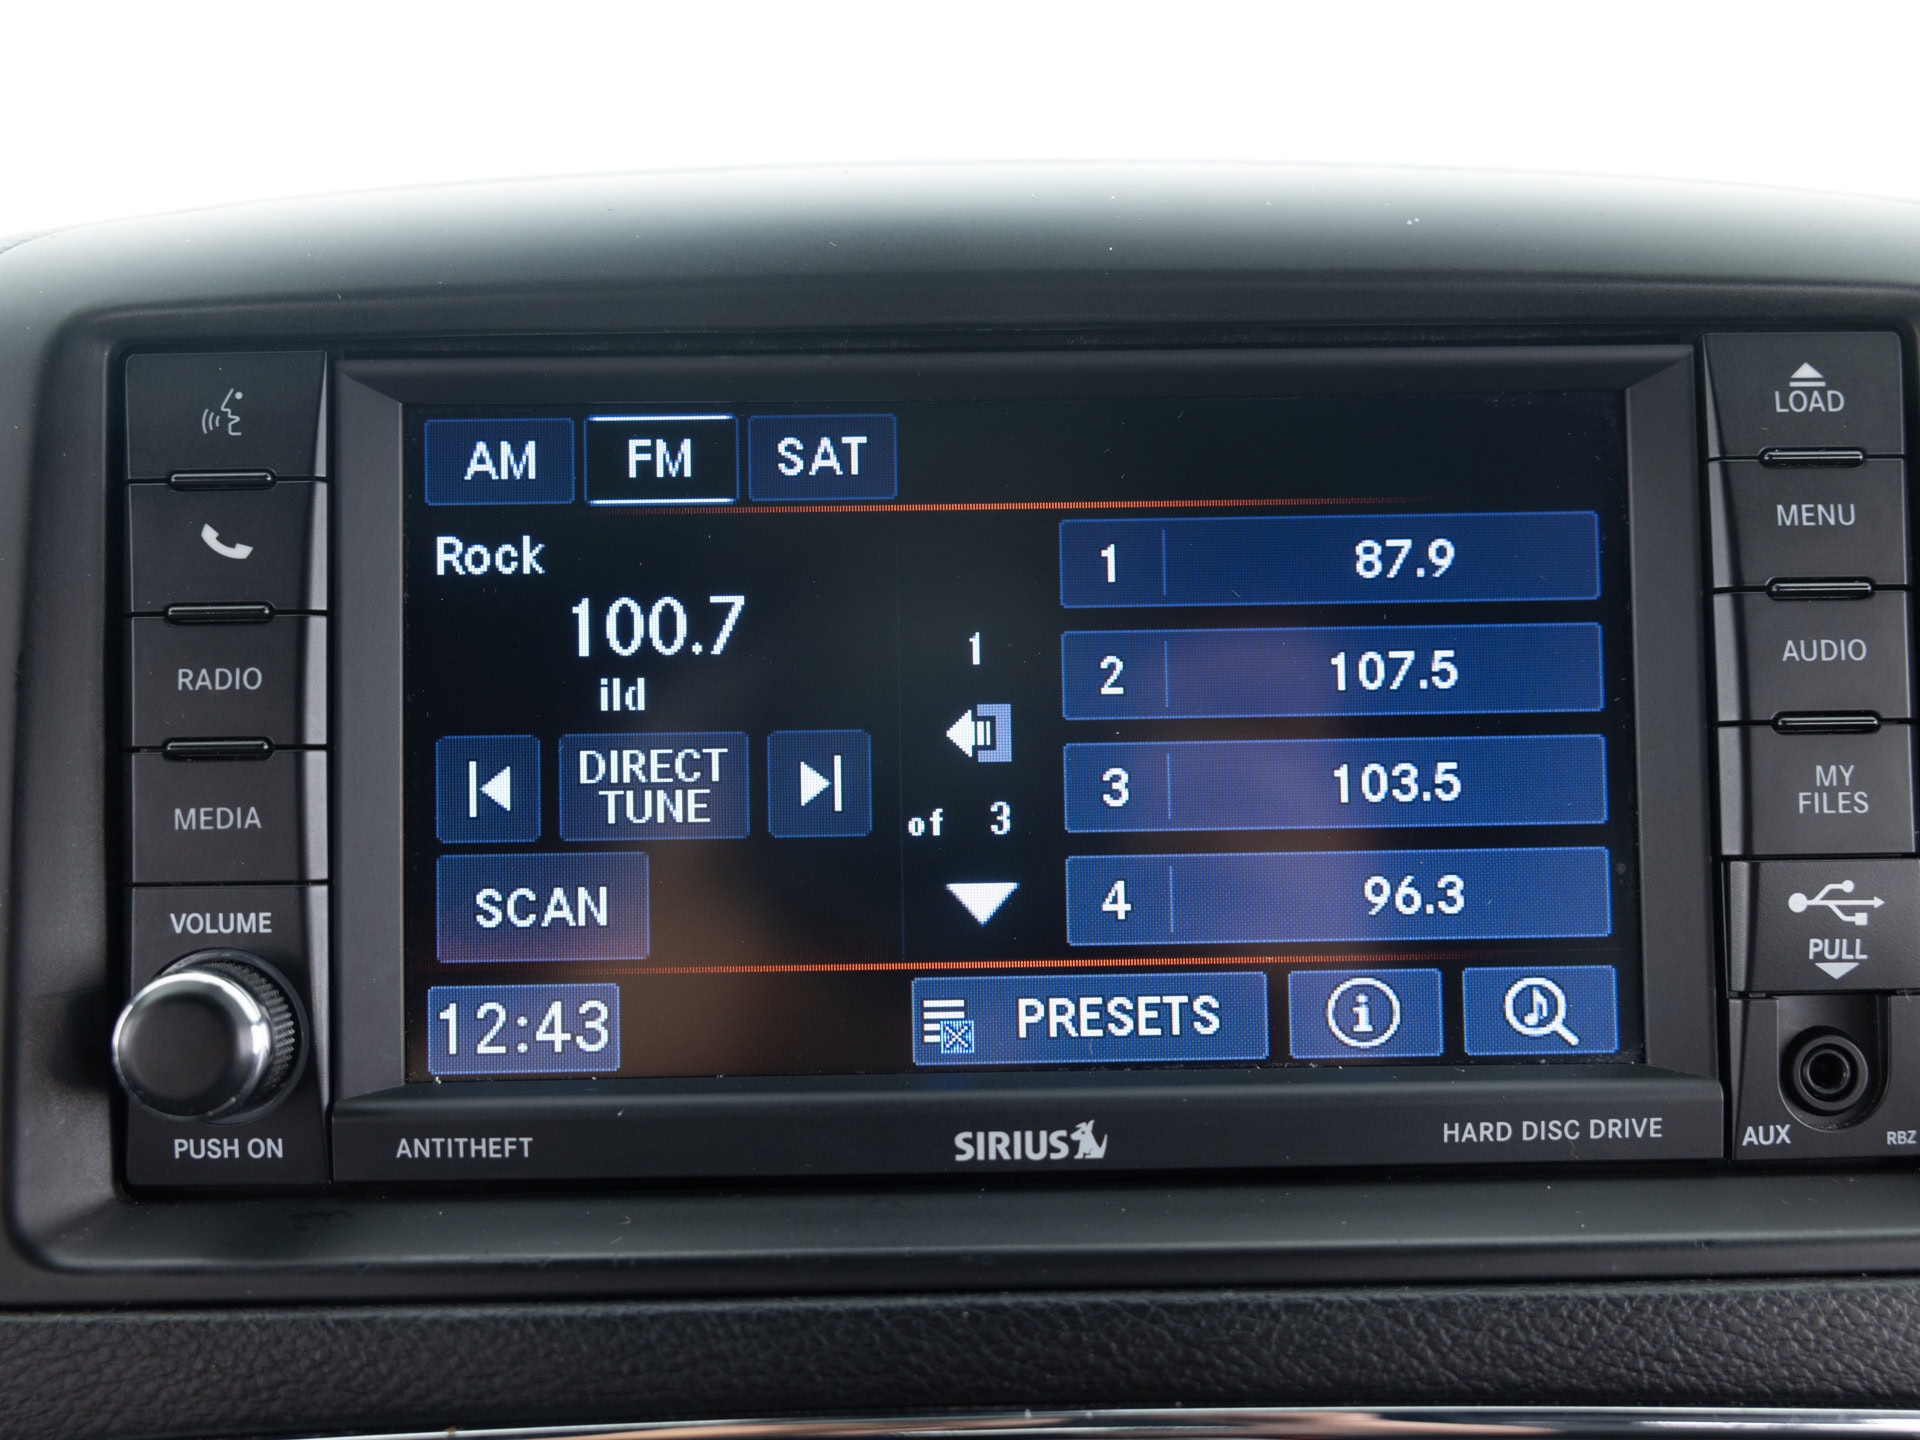 AM FM SAT
Rock
100.7
ild
DIRECT
TUNE
SCAN
12:43
1
of 3
1 87.9
2 107.5
3 103.5
4 96.3
PRESETS
RADIO
MEDIA
VOLUME
PUSH ON
ANTITHEFT
SIRIUS
HARD DISC DRIVE
LOAD
MENU
AUDIO
MY
FILES
PULL
AUX
RBZ